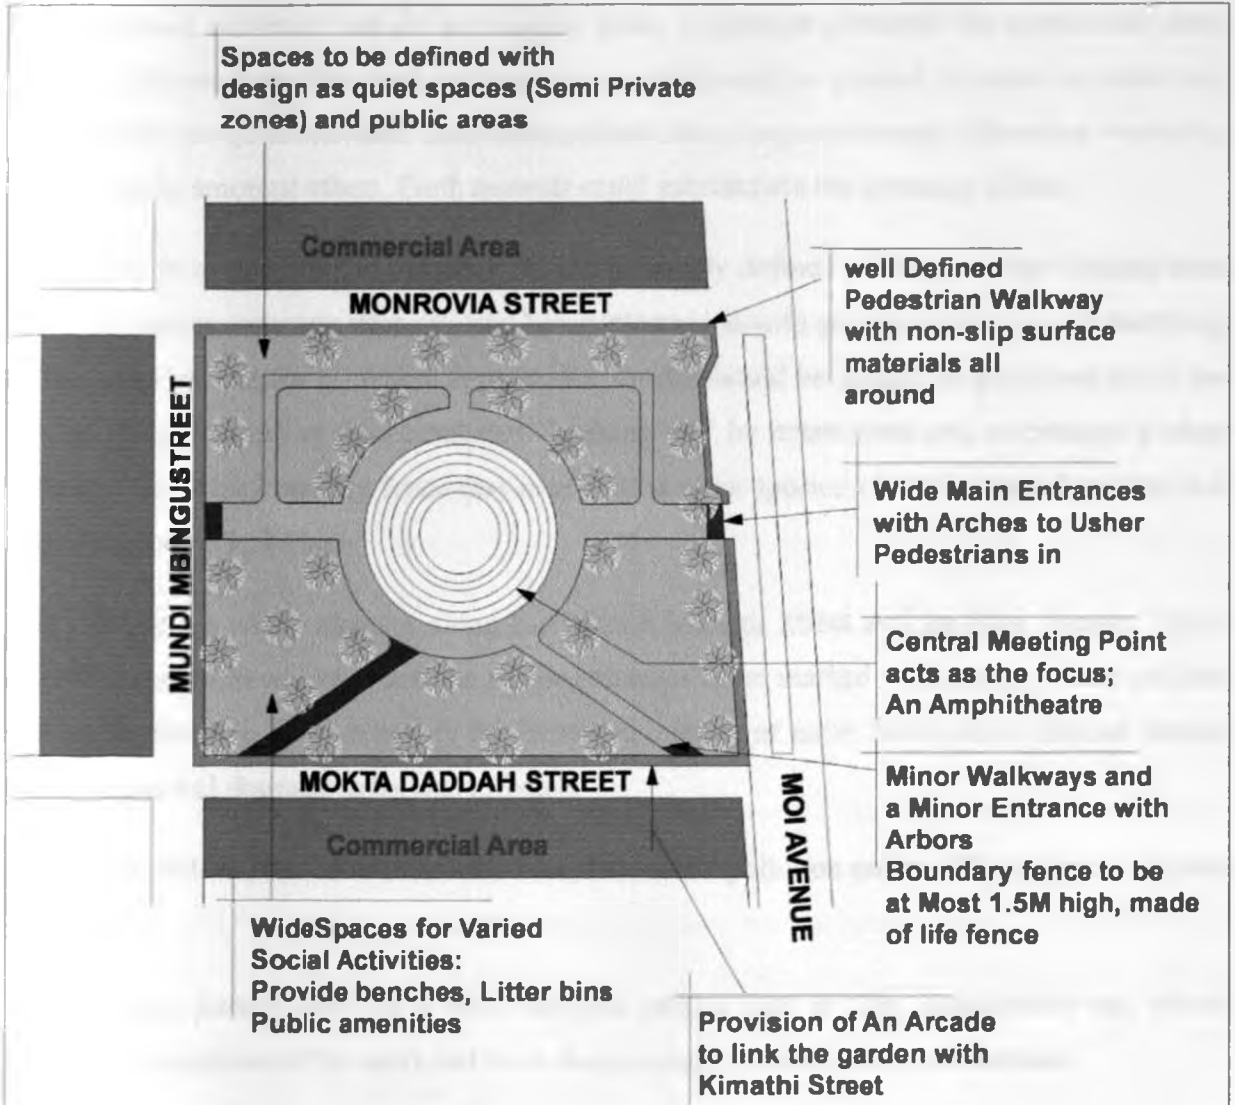 Spaces to be defined with
design as quiet spaces (Semi Private
zones) and public areas
Commercial Area
MONROVIA STREET
well Defined
Pedestrian Walkway
with non-slip surface
materials all
around
MUNDI MBINGUSTREET
Wide Main Entrances
with Arches to Usher
Pedestrians in
Central Meeting Point
acts as the focus;
An Amphitheatre
MOKTA DADDAH STREET
MOI AVENUE
Minor Walkways and
a Minor Entrance with
Arbors
Boundary fence to be
at Most 1.5M high, made
of life fence
Commercial Area
WideSpaces for Varied
Social Activities:
Provide benches, Litter bins
Public amenities
Provision of An Arcade
to link the garden with
Kimathi Street